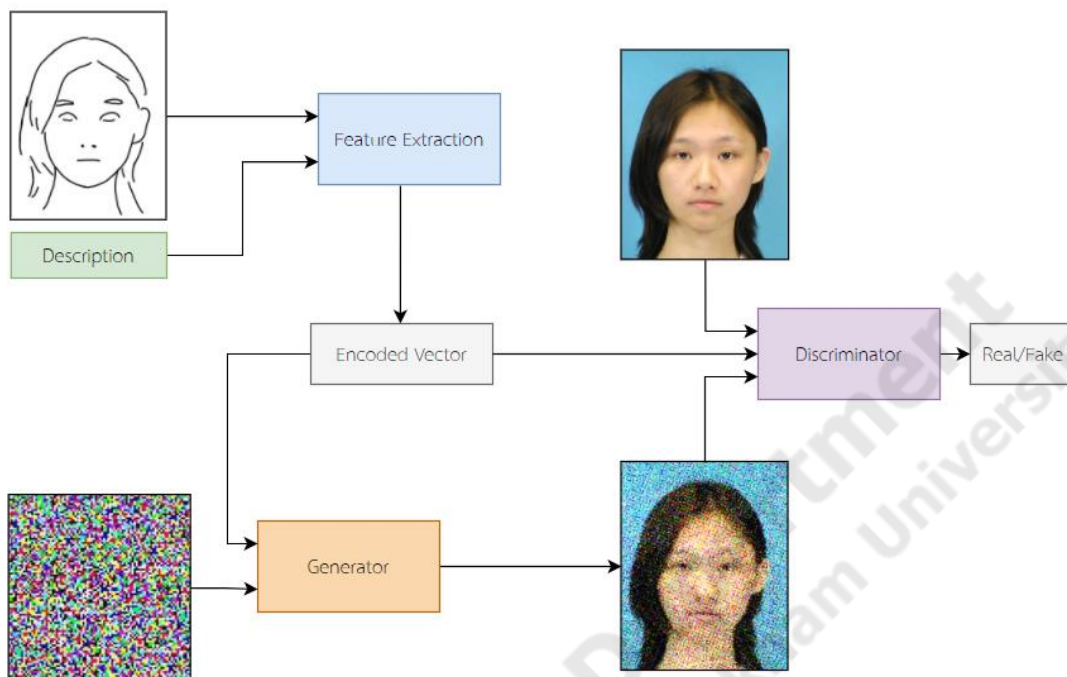 Feature Extraction
Description
Encoded Vector
Discriminator
Real/Fake
Generator